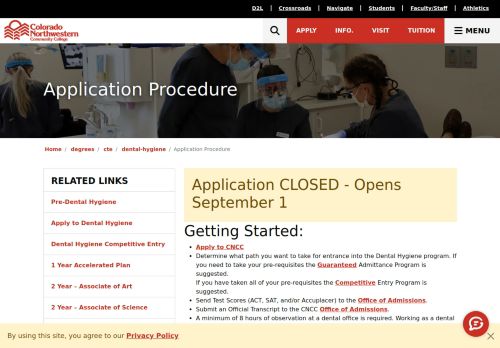 D2L | Crossroads | Navigate | Students | Faculty/Staff | Athletics
Colorado
Northwestern
Community College
APPLY INFO. VISIT TUITION MENU
Application Procedure
Home / degrees / cte / dental-hygiene / Application Procedure
RELATED LINKS
Pre-Dental Hygiene
Apply to Dental Hygiene
Dental Hygiene Competitive Entry
1 Year Accelerated Plan
2 Year – Associate of Art
2 Year – Associate of Science
Application CLOSED - Opens
September 1
Getting Started:
Apply to CNCC
Determine what path you want to take for entrance into the Dental Hygiene program. If
you need to take your pre-requisites the Guaranteed Admittance Program is
suggested.
If you have taken all of your pre-requisites the Competitive Entry Program is
suggested.
Send Test Scores (ACT, SAT, and/or Accuplacer) to the Office of Admissions.
Submit an Official Transcript to the CNCC Office of Admissions.
A minimum of 8 hours of observation at a dental office is required. Working as a dental
By using this site, you agree to our Privacy Policy